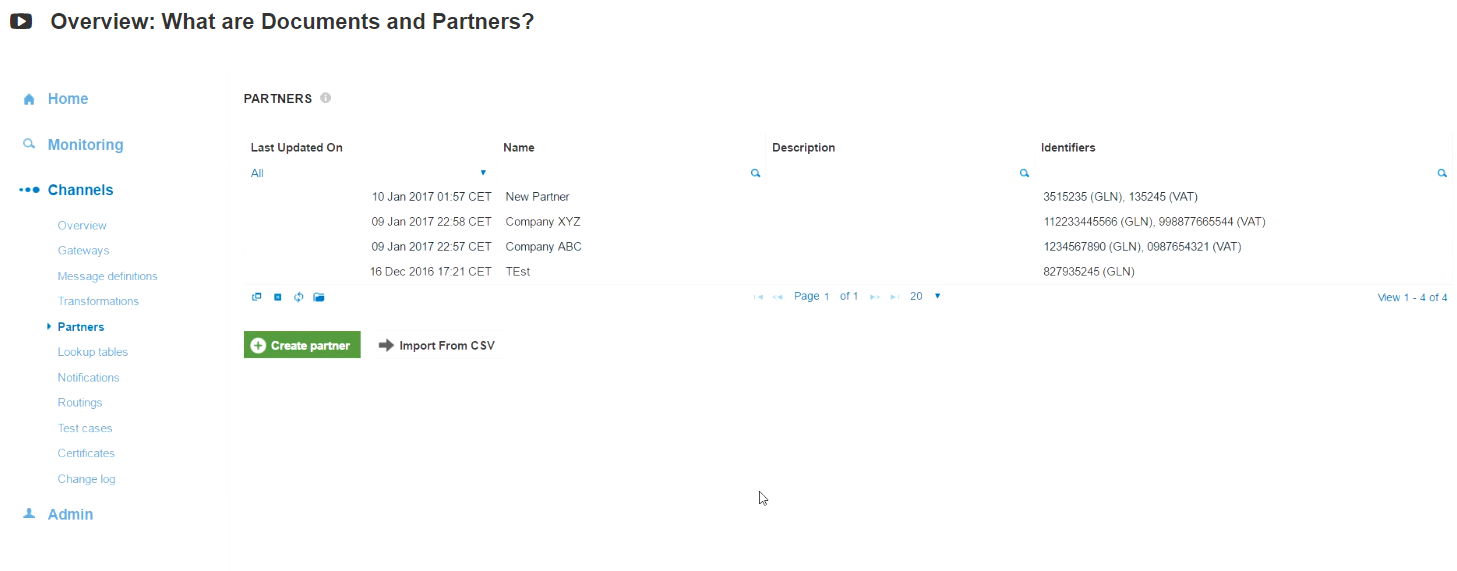 Overview: What are Documents and Partners?
Home
Monitoring
Channels
Overview
Gateways
Message definitions
Transformations
Partners
Lookup tables
Notifications
Routings
Test cases
Certificates
Change log
Admin
PARTNERS
Last Updated On Name Description Identifiers
All
10 Jan 2017 01:57 CET New Partner 3515235 (GLN), 135245 (VAT)
09 Jan 2017 22:58 CET Company XYZ 112233445566 (GLN), 998877665544 (VAT)
09 Jan 2017 22:57 CET Company ABC 1234567890 (GLN), 0987654321 (VAT)
16 Dec 2016 17:21 CET TEst 827935245 (GLN)
Page 1 of 1 20 View 1 - 4 of 4
Create partner Import From CSV